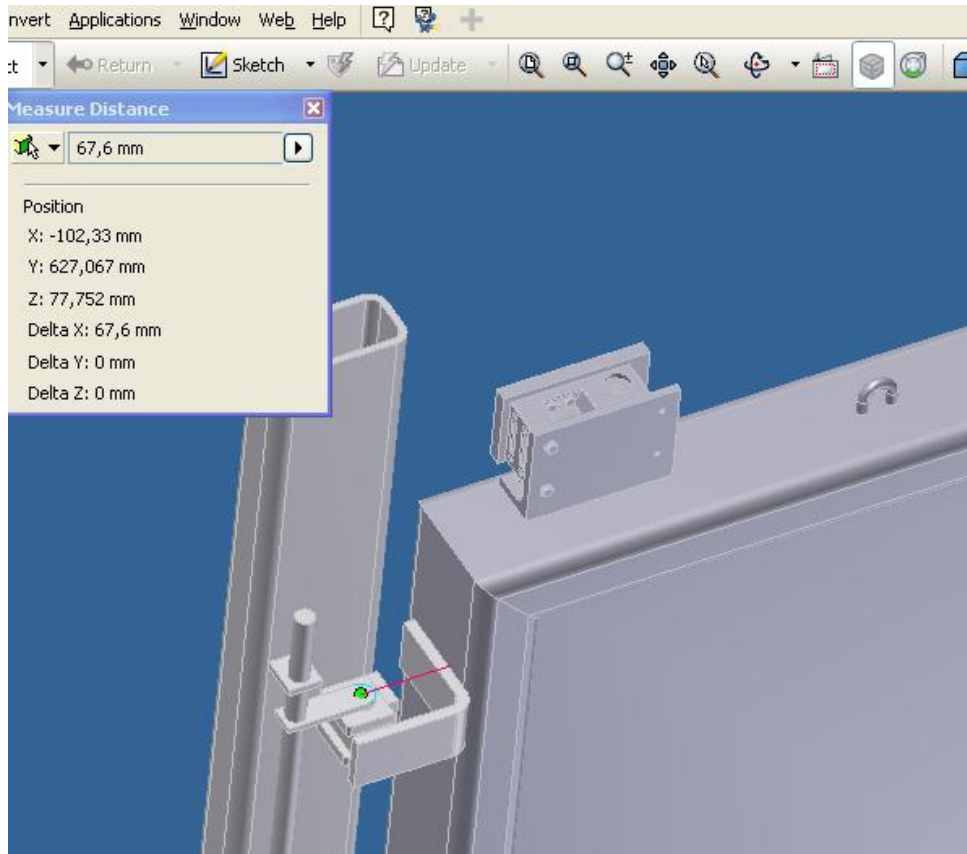 nvert Applications Window Web Help
ct Return Sketch Update
Measure Distance
67,6 mm
Position
X: -102,33 mm
Y: 627,067 mm
Z: 77,752 mm
Delta X: 67,6 mm
Delta Y: 0 mm
Delta Z: 0 mm